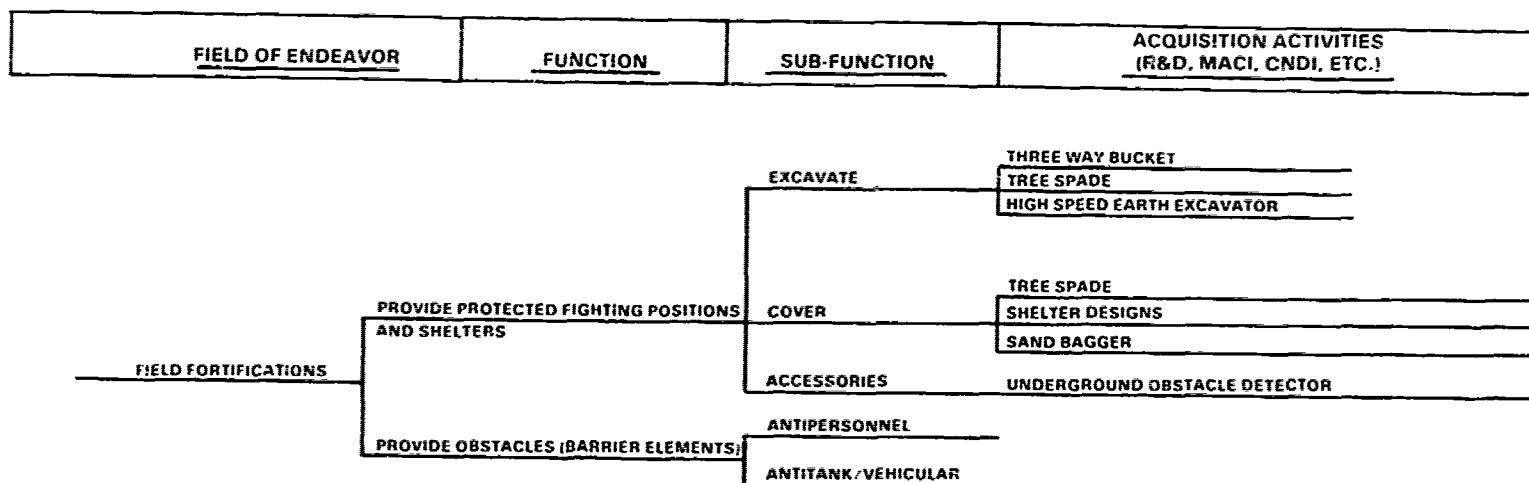 FIELD OF ENDEAVOR
FUNCTION
SUB-FUNCTION
ACQUISITION ACTIVITIES
(R&D, MACI, CNDI, ETC.)
THREE WAY BUCKET
EXCAVATE
TREE SPADE
HIGH SPEED EARTH EXCAVATOR
TREE SPADE
PROVIDE PROTECTED FIGHTING POSITIONS
AND SHELTERS
COVER
SHELTER DESIGNS
SAND BAGGER
FIELD FORTIFICATIONS
ACCESSORIES
UNDERGROUND OBSTACLE DETECTOR
ANTIPERSONNEL
PROVIDE OBSTACLES (BARRIER ELEMENTS)
ANTITANK/VEHICULAR